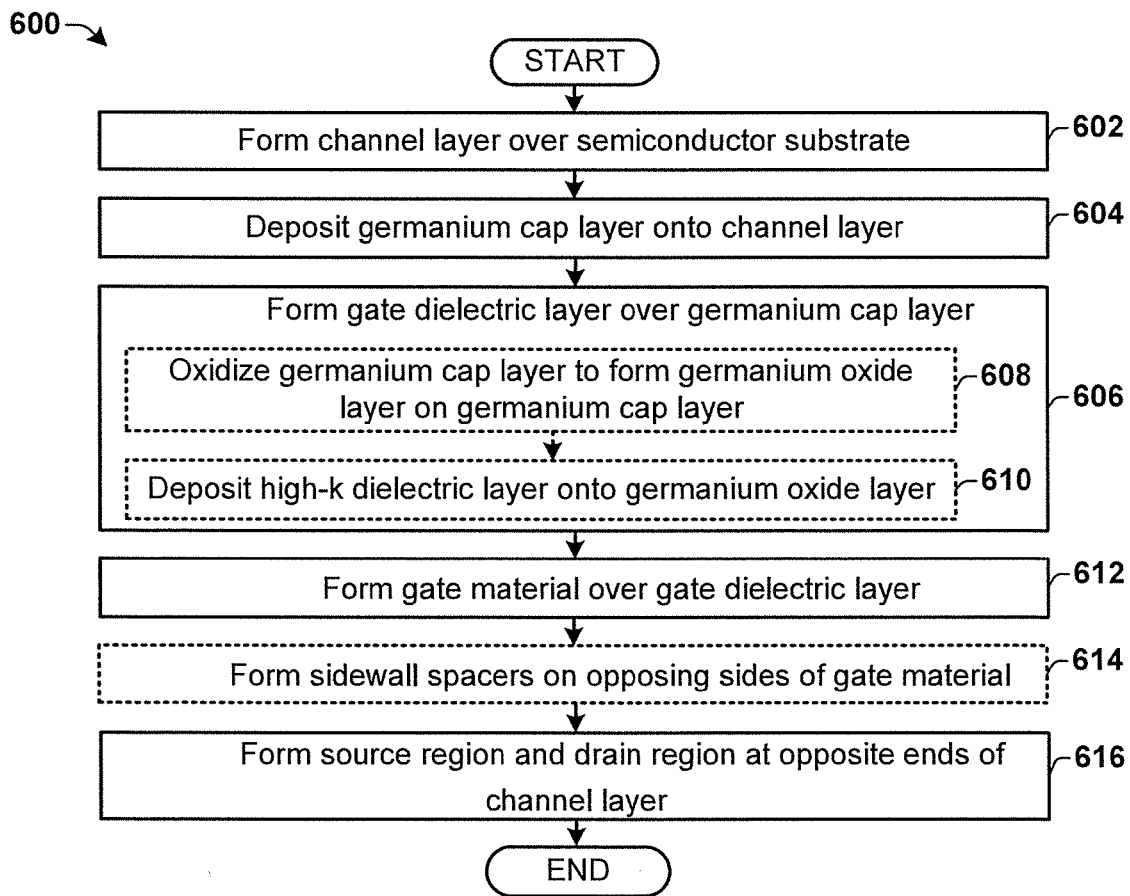 600
START
Form channel layer over semiconductor substrate
602
Deposit germanium cap layer onto channel layer
604
Form gate dielectric layer over germanium cap layer
Oxidize germanium cap layer to form germanium oxide
layer on germanium cap layer
608
606
Deposit high-k dielectric layer onto germanium oxide layer
610
Form gate material over gate dielectric layer
612
Form sidewall spacers on opposing sides of gate material
614
Form source region and drain region at opposite ends of
channel layer
616
END